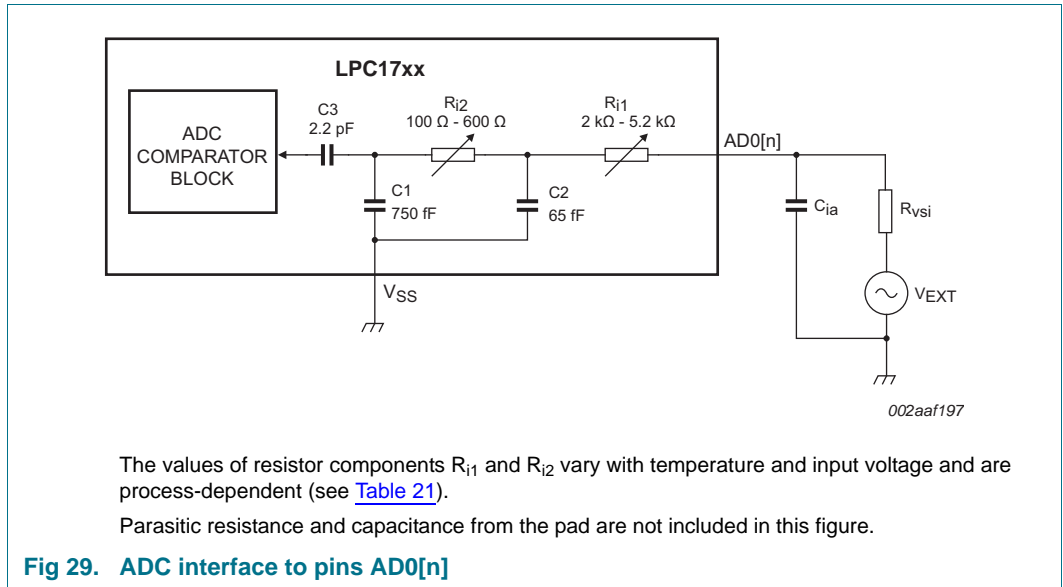 LPC17xx
ADC
COMPARATOR
BLOCK
C3
2.2 pF
Ri2
100 Ω - 600 Ω
Ri1
2 kΩ - 5.2 kΩ
AD0[n]
C1
750 fF
C2
65 fF
Cia
Rvsi
VSS
VEXT
002aaf197
The values of resistor components Ri1 and Ri2 vary with temperature and input voltage and are
process-dependent (see Table 21).
Parasitic resistance and capacitance from the pad are not included in this figure.
Fig 29. ADC interface to pins AD0[n]